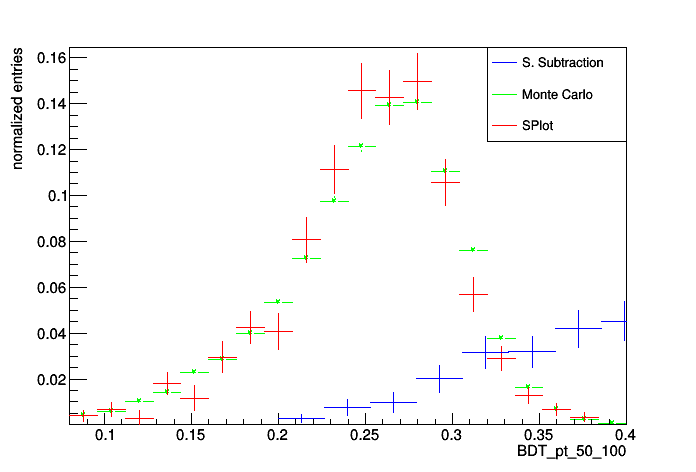 normalized entries
0.16
0.14
0.12
0.1
0.08
0.06
0.04
0.02
S. Subtraction
Monte Carlo
SPlot
0.1 0.15 0.2 0.25 0.3 0.35 0.4
BDT_pt_50_100